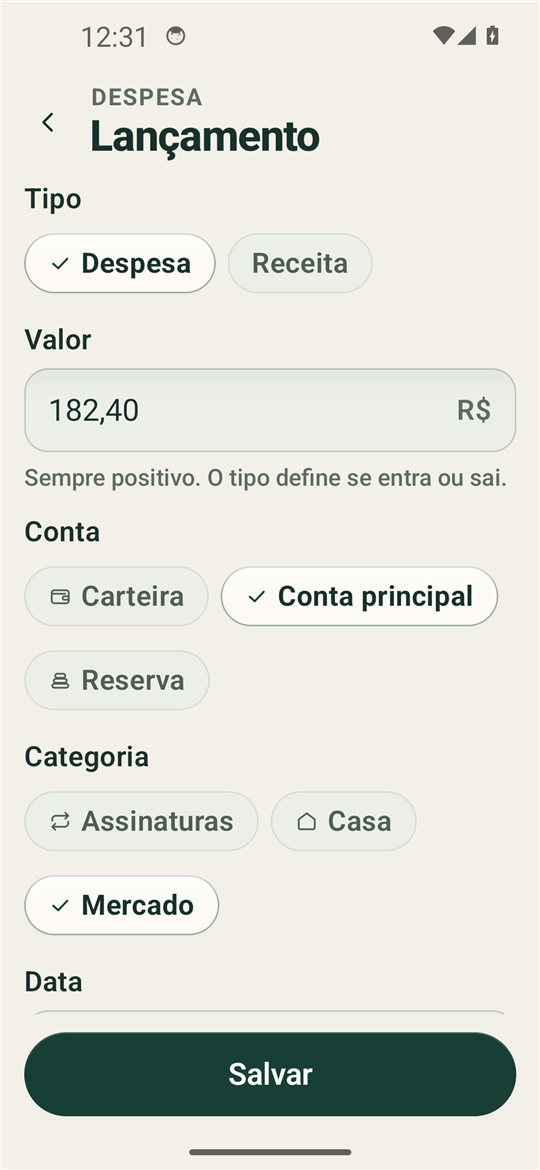 12:31
DESPESA
Lançamento
Tipo
Despesa
Receita
Valor
182,40
R$
Sempre positivo. O tipo define se entra ou sai.
Conta
Carteira
Conta principal
Reserva
Categoria
Assinaturas
Casa
Mercado
Data
Salvar